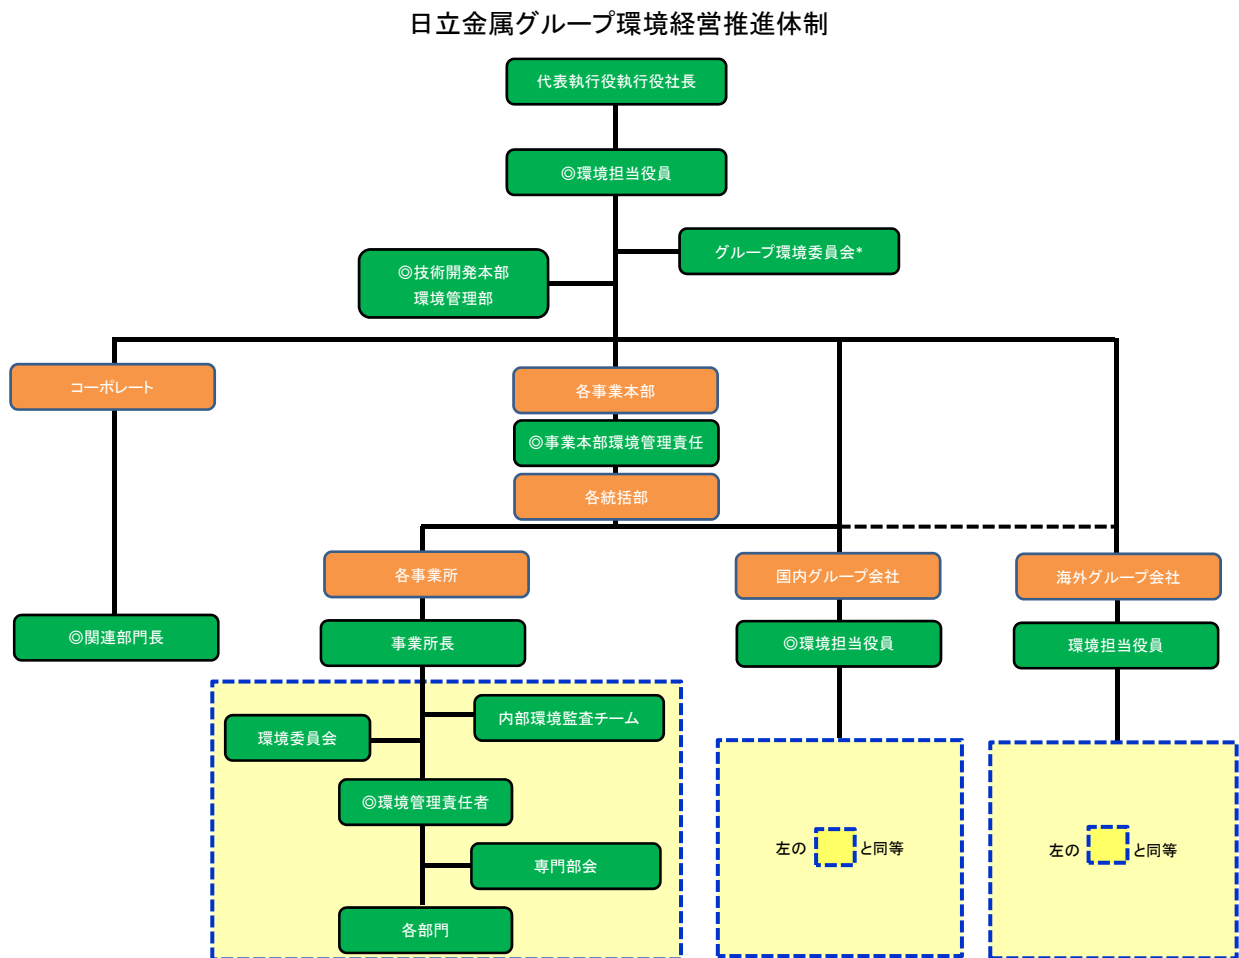 日立金属グループ環境経営推進体制
代表執行役執行役社長
◎環境担当役員
グループ環境委員会*
◎技術開発本部
環境管理部
コーポレート
各事業本部
◎事業本部環境管理責任
各統括部
各事業所
国内グループ会社
海外グループ会社
◎関連部門長
事業所長
◎環境担当役員
環境担当役員
内部環境監査チーム
環境委員会
◎環境管理責任者
専門部会
各部門
左の と同等
左の と同等